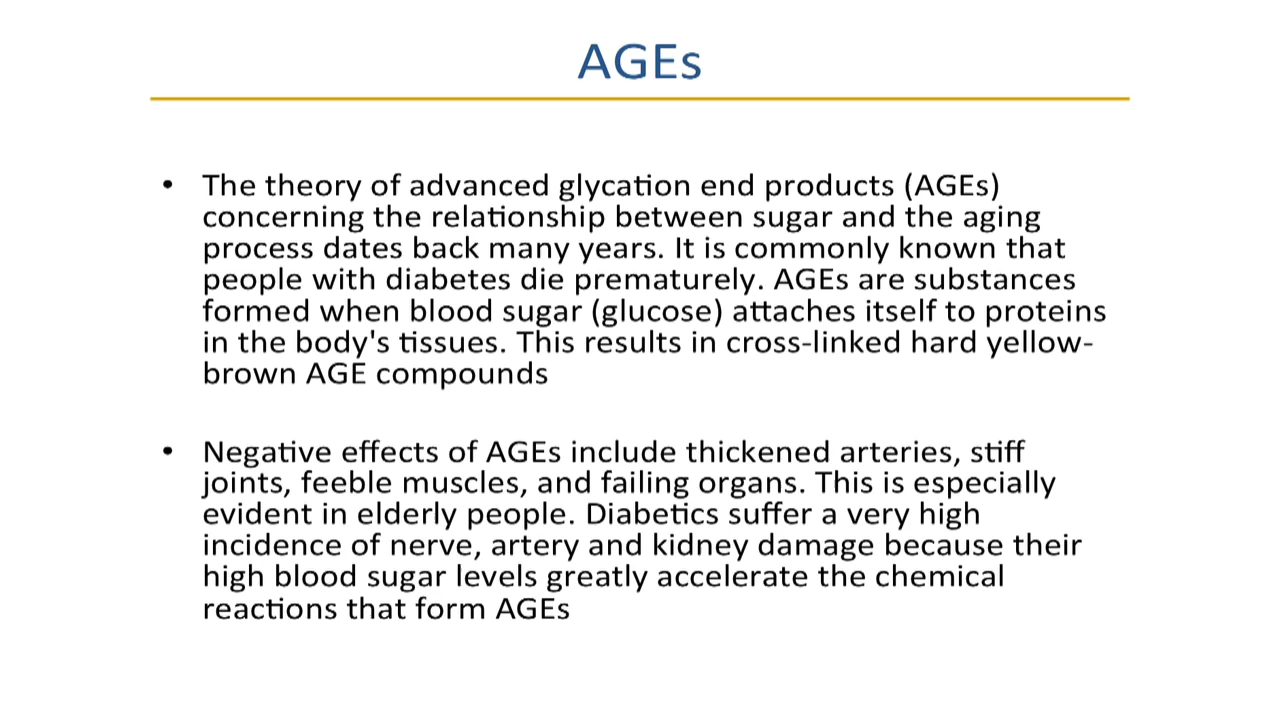 AGEs
• The theory of advanced glycation end products (AGEs)
concerning the relationship between sugar and the aging
process dates back many years. It is commonly known that
people with diabetes die prematurely. AGEs are substances
formed when blood sugar (glucose) attaches itself to proteins
in the body's tissues. This results in cross-linked hard yellow-
brown AGE compounds
• Negative effects of AGEs include thickened arteries, stiff
joints, feeble muscles, and failing organs. This is especially
evident in elderly people. Diabetics suffer a very high
incidence of nerve, artery and kidney damage because their
high blood sugar levels greatly accelerate the chemical
reactions that form AGEs